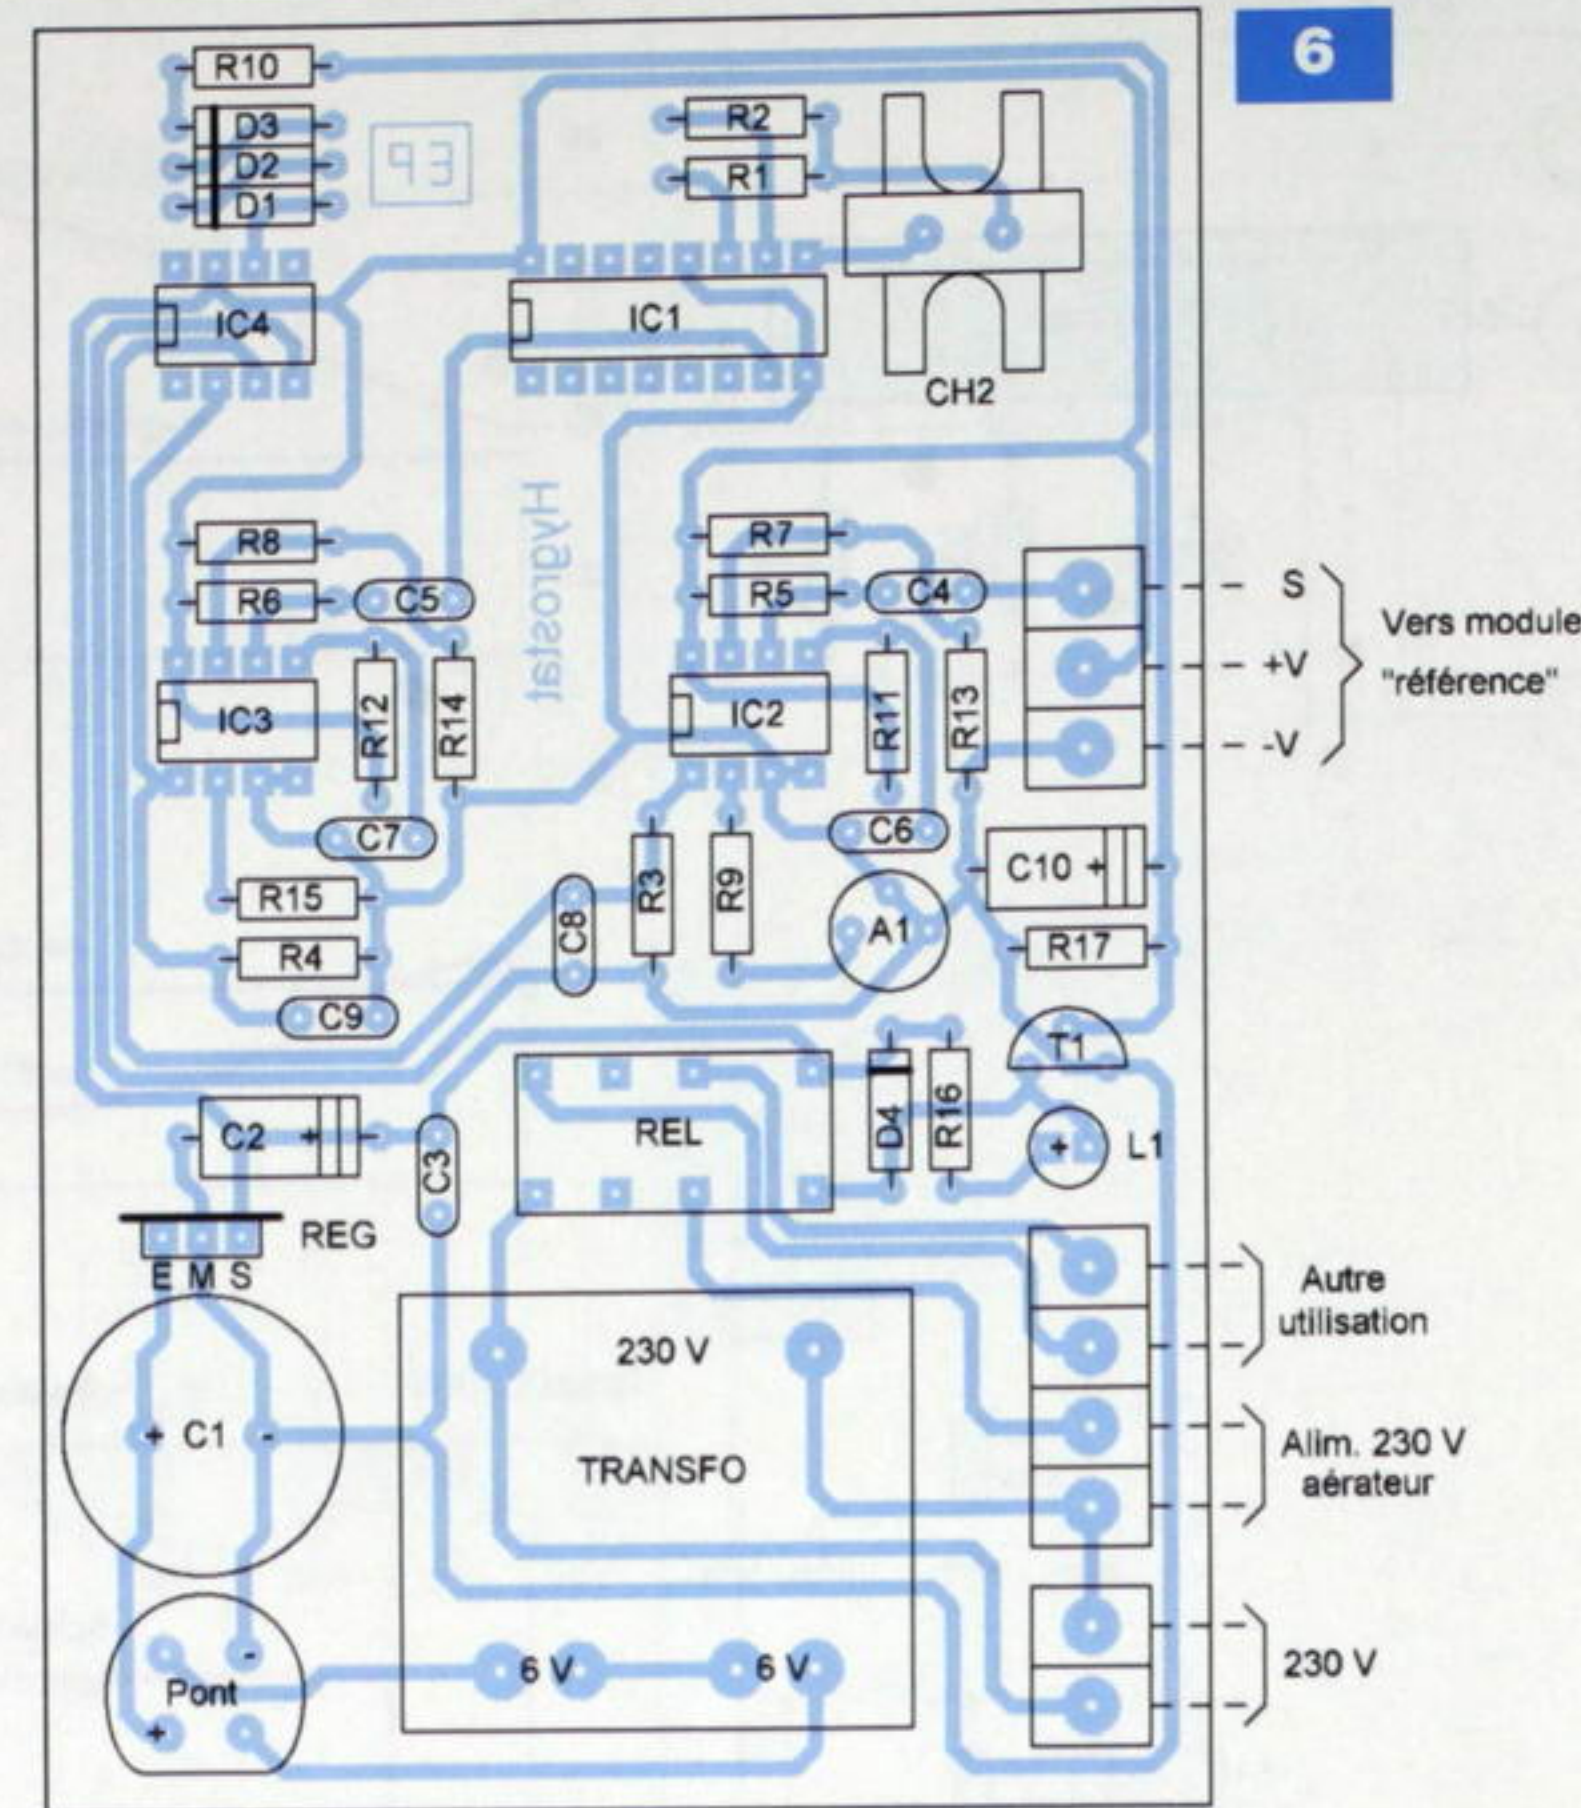 6
R10
D3
D2
D1
EP
R2
R1
IC4
IC1
CH2
Hygrostat
R8
R6
C5
R7
R5
C4
S
+V
-V
Vers module
"référence"
IC3
R12
R14
IC2
R11
R13
C7
C6
R15
R4
C9
C8
R3
R9
A1
C10 +
R17
T1
C2 +
C3
REL
D4
R16
+ L1
REG
E M S
+ C1 -
230 V
TRANSFO
6 V 6 V
-
Pont
+
Autre
utilisation
Alim. 230 V
aérateur
230 V